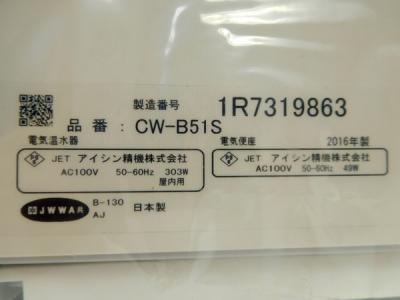 製造番号 1R7319863
品番: CW-B51S
電気温水器
JET アイシン精機株式会社
AC100V 50-60Hz 303W
屋内用
電気便座 2016年製
JET アイシン精機株式会社
AC100V 50-60Hz 49W
JWWAR
B-130
AJ
日本製